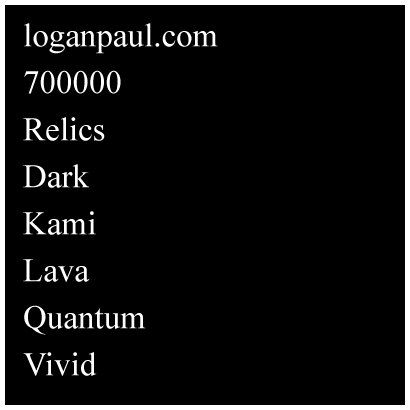 loganpaul.com
700000
Relics
Dark
Kami
Lava
Quantum
Vivid